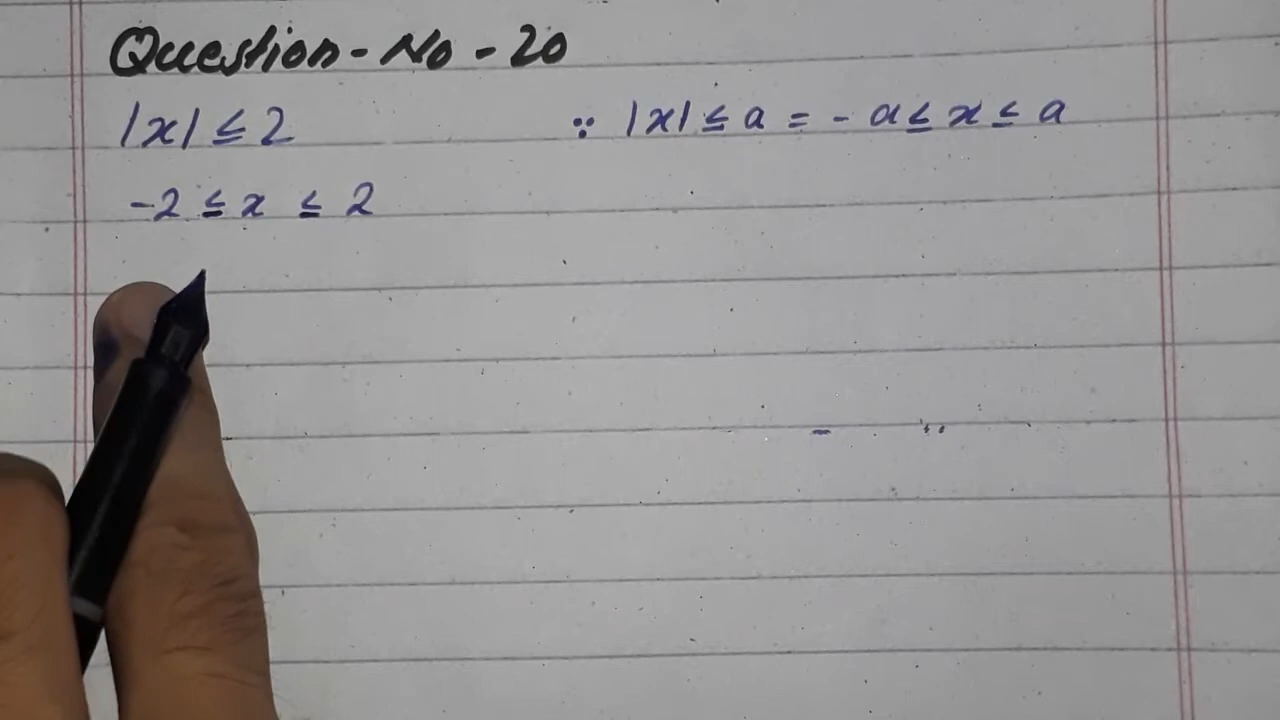 Question-No-20
|x| ≤ 2 ∵ |x| ≤ a = -a ≤ x ≤ a
-2 ≤ x ≤ 2